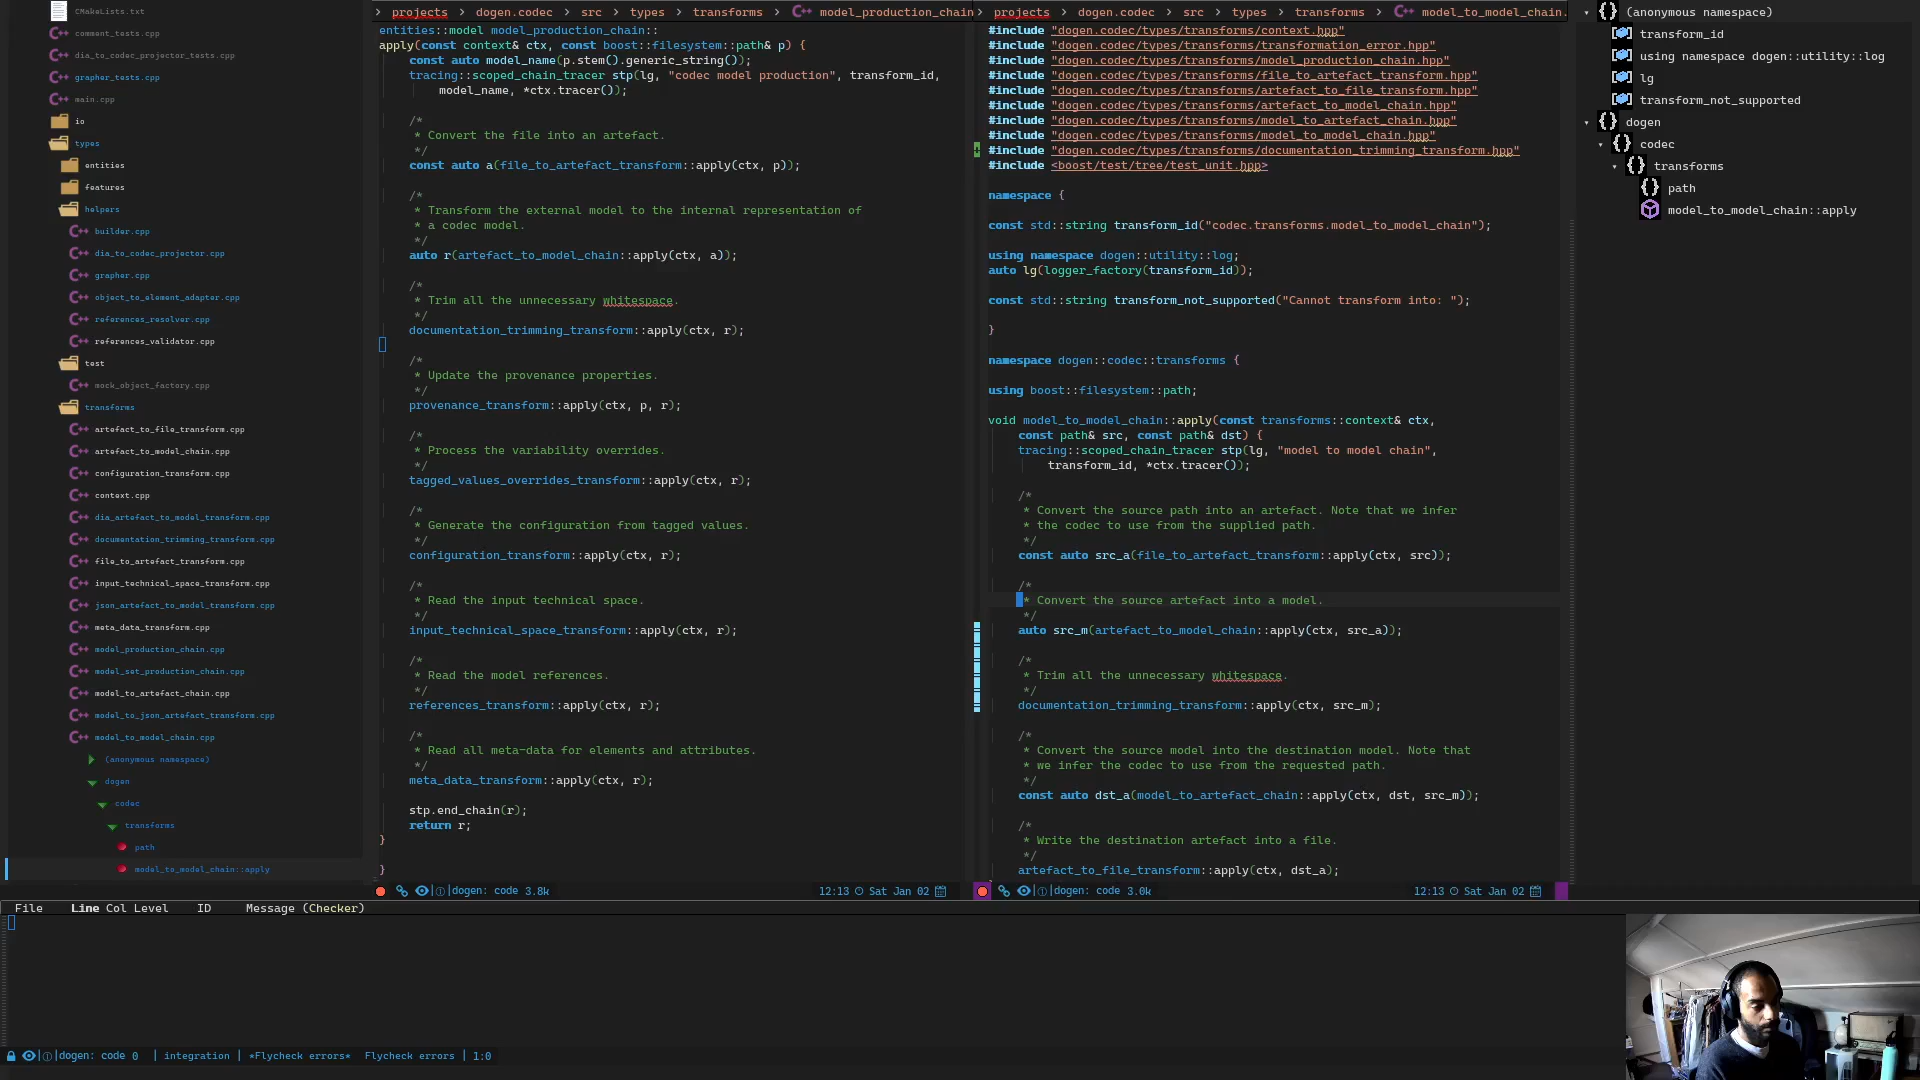 CMakeLists.txt
comment_tests.cpp
dia_to_codec_projector_tests.cpp
grapher_tests.cpp
main.cpp
io
types
entities
features
helpers
builder.cpp
dia_to_codec_projector.cpp
grapher.cpp
object_to_element_adapter.cpp
references_resolver.cpp
references_validator.cpp
test
mock_object_factory.cpp
transforms
artefact_to_file_transform.cpp
artefact_to_model_chain.cpp
configuration_transform.cpp
context.cpp
dia_artefact_to_model_transform.cpp
documentation_trimming_transform.cpp
file_to_artefact_transform.cpp
input_technical_space_transform.cpp
json_artefact_to_model_transform.cpp
meta_data_transform.cpp
model_production_chain.cpp
model_set_production_chain.cpp
model_to_artefact_chain.cpp
model_to_json_artefact_transform.cpp
model_to_model_chain.cpp
(anonymous namespace)
dogen
codec
transforms
path
model_to_model_chain::apply
> projects > dogen.codec > src > types > transforms > model_production_chain
entities::model model_production_chain::
apply(const context& ctx, const boost::filesystem::path& p) {
const auto model_name(p.stem().generic_string());
tracing::scoped_chain_tracer stp(lg, "codec model production", transform_id,
model_name, *ctx.tracer());
/*
* Convert the file into an artefact.
*/
const auto a(file_to_artefact_transform::apply(ctx, p));
/*
* Transform the external model to the internal representation of
* a codec model.
*/
auto r(artefact_to_model_chain::apply(ctx, a));
/*
* Trim all the unnecessary whitespace.
*/
documentation_trimming_transform::apply(ctx, r);
/*
* Update the provenance properties.
*/
provenance_transform::apply(ctx, p, r);
/*
* Process the variability overrides.
*/
tagged_values_overrides_transform::apply(ctx, r);
/*
* Generate the configuration from tagged values.
*/
configuration_transform::apply(ctx, r);
/*
* Read the input technical space.
*/
input_technical_space_transform::apply(ctx, r);
/*
* Read the model references.
*/
references_transform::apply(ctx, r);
/*
* Read all meta-data for elements and attributes.
*/
meta_data_transform::apply(ctx, r);
stp.end_chain(r);
return r;
}
}
dogen: code 3.8k 12:13 Sat Jan 02
> projects > dogen.codec > src > types > transforms > model_to_model_chain.
#include "dogen.codec/types/transforms/context.hpp"
#include "dogen.codec/types/transforms/transformation_error.hpp"
#include "dogen.codec/types/transforms/model_production_chain.hpp"
#include "dogen.codec/types/transforms/file_to_artefact_transform.hpp"
#include "dogen.codec/types/transforms/artefact_to_file_transform.hpp"
#include "dogen.codec/types/transforms/artefact_to_model_chain.hpp"
#include "dogen.codec/types/transforms/model_to_artefact_chain.hpp"
#include "dogen.codec/types/transforms/model_to_model_chain.hpp"
#include "dogen.codec/types/transforms/documentation_trimming_transform.hpp"
#include <boost/test/tree/test_unit.hpp>
namespace {
const std::string transform_id("codec.transforms.model_to_model_chain");
using namespace dogen::utility::log;
auto lg(logger_factory(transform_id));
const std::string transform_not_supported("Cannot transform into: ");
}
namespace dogen::codec::transforms {
using boost::filesystem::path;
void model_to_model_chain::apply(const transforms::context& ctx,
const path& src, const path& dst) {
tracing::scoped_chain_tracer stp(lg, "model to model chain",
transform_id, *ctx.tracer());
/*
* Convert the source path into an artefact. Note that we infer
* the codec to use from the supplied path.
*/
const auto src_a(file_to_artefact_transform::apply(ctx, src));
/*
* Convert the source artefact into a model.
*/
auto src_m(artefact_to_model_chain::apply(ctx, src_a));
/*
* Trim all the unnecessary whitespace.
*/
documentation_trimming_transform::apply(ctx, src_m);
/*
* Convert the source model into the destination model. Note that
* we infer the codec to use from the requested path.
*/
const auto dst_a(model_to_artefact_chain::apply(ctx, dst, src_m));
/*
* Write the destination artefact into a file.
*/
artefact_to_file_transform::apply(ctx, dst_a);
dogen: code 3.0k 12:13 Sat Jan 02
{} (anonymous namespace)
transform_id
using namespace dogen::utility::log
lg
transform_not_supported
{} dogen
{} codec
{} transforms
{} path
model_to_model_chain::apply
File Line Col Level ID Message (Checker)
dogen: code 0 | integration | *Flycheck errors* Flycheck errors | 1:0